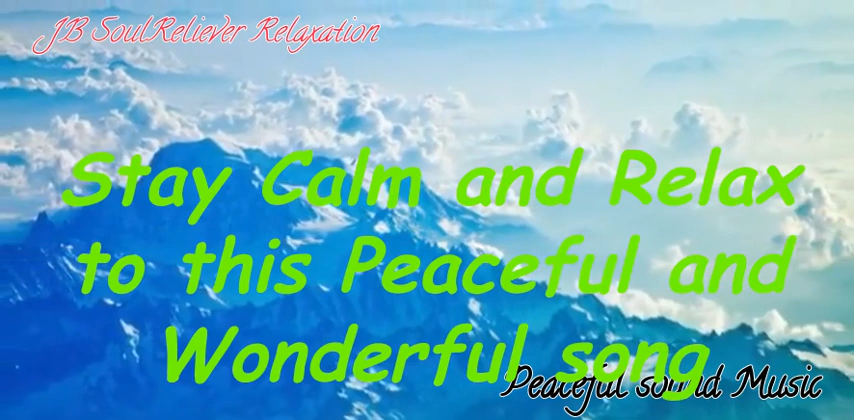 JB SoulReliever Relaxation
Stay Calm and Relax
to this Peaceful and
Wonderful song
Peaceful sound Music